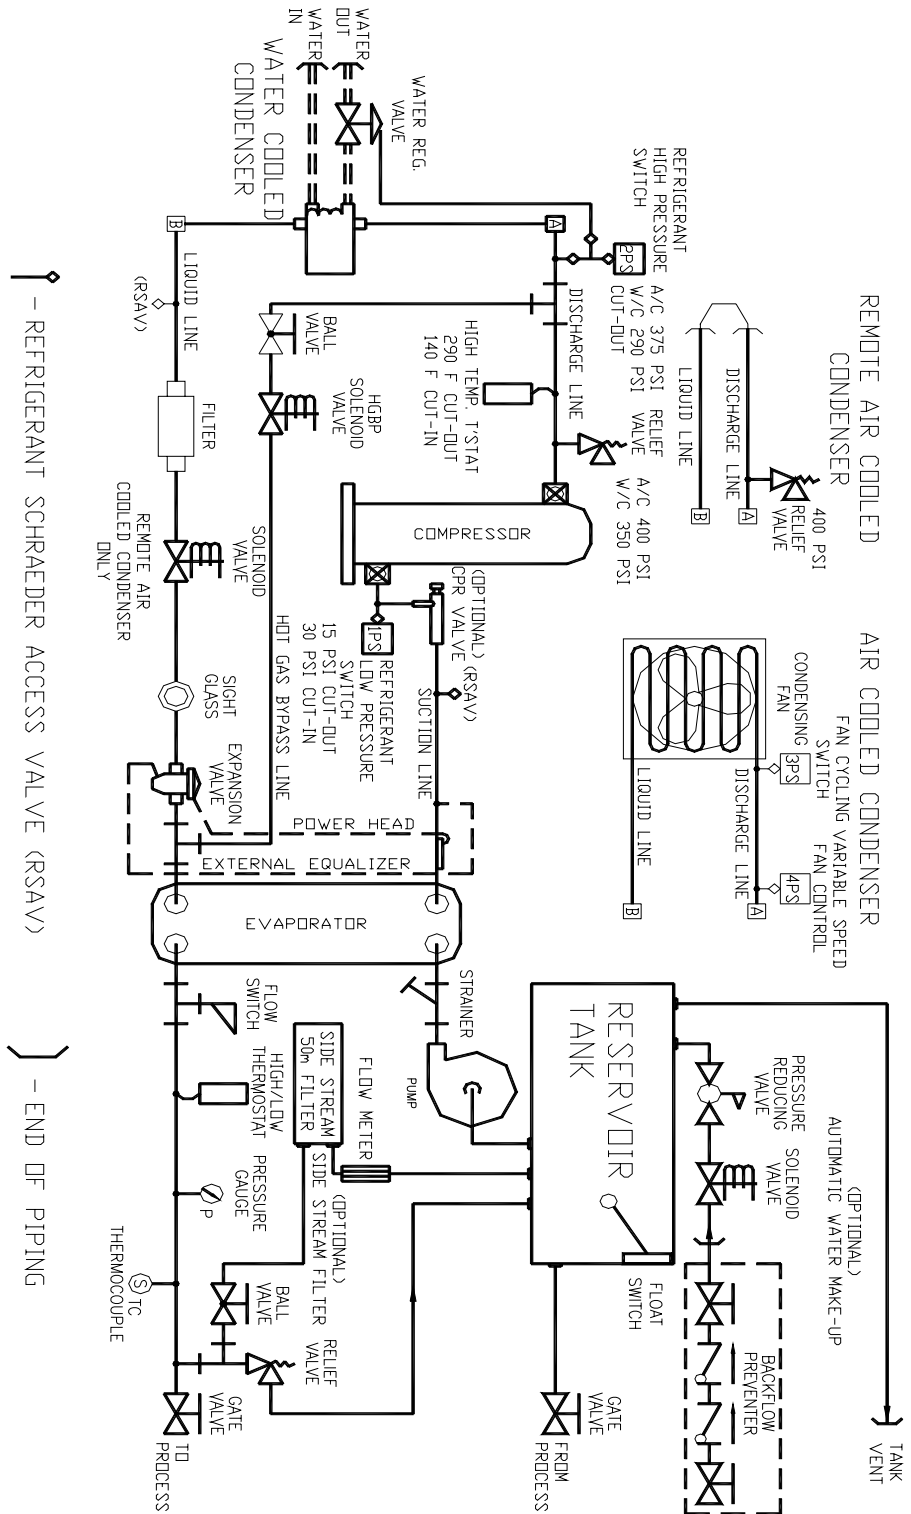 REMOTE AIR COOLED
CONDENSER
400 PSI
RELIEF
VALVE
DISCHARGE LINE
LIQUID LINE
A
B
AIR COOLED CONDENSER
FAN CYCLING
SWITCH
VARIABLE SPEED
FAN CONTROL
CONDENSING
FAN
3PS
4PS
DISCHARGE LINE
LIQUID LINE
A
B
TANK
VENT
(OPTIONAL)
AUTOMATIC WATER MAKE-UP
PRESSURE
REDUCING
VALVE
SOLENOID
VALVE
BACKFLOW
PREVENTER
REFRIGERANT
HIGH PRESSURE
SWITCH
2PS
A/C 375 PSI
W/C 290 PSI
CUT-OUT
RELIEF
VALVE
A/C 400 PSI
W/C 350 PSI
A
DISCHARGE LINE
HIGH TEMP. T'STAT
290 F CUT-OUT
140 F CUT-IN
COMPRESSOR
(OPTIONAL)
CPR VALVE
(RSAV)
SUCTION LINE
1PS
REFRIGERANT
LOW PRESSURE
SWITCH
15 PSI CUT-OUT
30 PSI CUT-IN
WATER REG.
VALVE
WATER
OUT
WATER
IN
WATER COOLED
CONDENSER
BALL
VALVE
HGBP
SOLENOID
VALVE
HOT GAS BYPASS LINE
B
LIQUID LINE
(RSAV)
FILTER
SOLENOID
VALVE
REMOTE AIR
COOLED CONDENSER
ONLY
SIGHT
GLASS
EXPANSION
VALVE
POWER HEAD
EXTERNAL EQUALIZER
EVAPORATOR
STRAINER
PUMP
RESERVOIR
TANK
FLOAT
SWITCH
GATE
VALVE
FROM
PROCESS
FLOW
SWITCH
HIGH/LOW
THERMOSTAT
SIDE STREAM
50m FILTER
FLOW METER
(OPTIONAL)
SIDE STREAM FILTER
PRESSURE
GAUGE
P
S
TC
THERMOCOUPLE
BALL
VALVE
RELIEF
VALVE
GATE
VALVE
TO
PROCESS
- REFRIGERANT SCHRAEDER ACCESS VALVE (RSAV)
- END OF PIPING